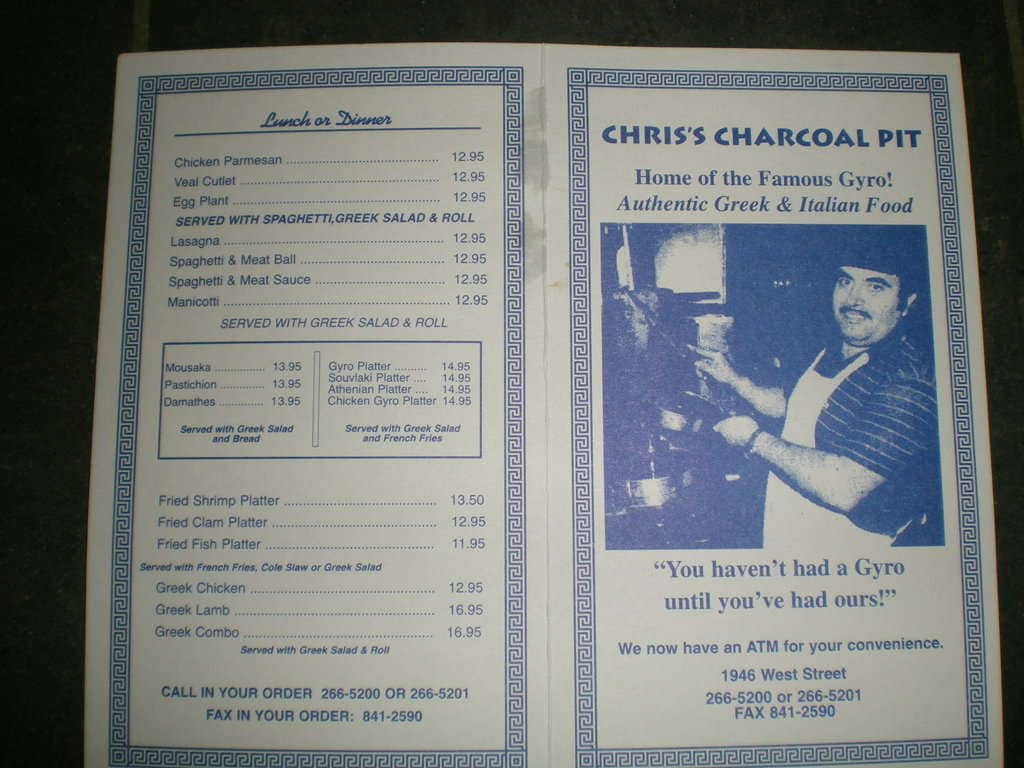 Lunch or Dinner
Chicken Parmesan ........................................ 12.95
Veal Cutlet .................................................... 12.95
Egg Plant ...................................................... 12.95
SERVED WITH SPAGHETTI,GREEK SALAD & ROLL
Lasagna ........................................................ 12.95
Spaghetti & Meat Ball ..................................... 12.95
Spaghetti & Meat Sauce ................................... 12.95
Manicotti ........................................................ 12.95
SERVED WITH GREEK SALAD & ROLL
Mousaka ............... 13.95
Pastichion ............. 13.95
Damathes ............. 13.95
Served with Greek Salad
and Bread
Gyro Platter .......... 14.95
Souvlaki Platter .... 14.95
Athenian Platter .... 14.95
Chicken Gyro Platter 14.95
Served with Greek Salad
and French Fries
Fried Shrimp Platter ........................................ 13.50
Fried Clam Platter ........................................... 12.95
Fried Fish Platter ............................................ 11.95
Served with French Fries, Cole Slaw or Greek Salad
Greek Chicken ................................................ 12.95
Greek Lamb .................................................... 16.95
Greek Combo .................................................. 16.95
Served with Greek Salad & Roll
CALL IN YOUR ORDER 266-5200 OR 266-5201
FAX IN YOUR ORDER: 841-2590
CHRIS'S CHARCOAL PIT
Home of the Famous Gyro!
Authentic Greek & Italian Food
"You haven't had a Gyro
until you've had ours!"
We now have an ATM for your convenience.
1946 West Street
266-5200 or 266-5201
FAX 841-2590